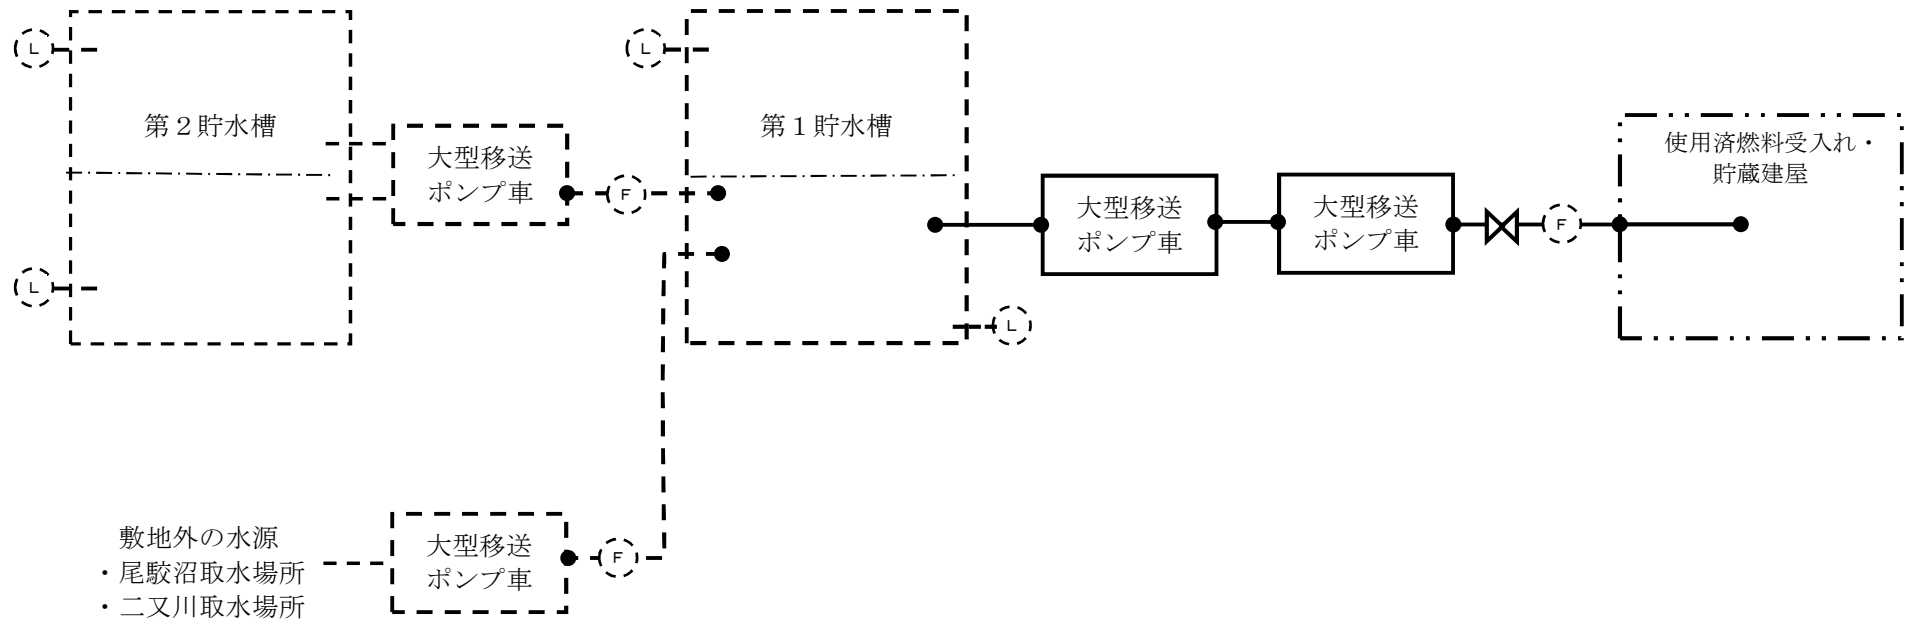 L
L
第２貯水槽
第１貯水槽
大型移送
ポンプ車
F
使用済燃料受入れ・
貯蔵建屋
大型移送
ポンプ車
大型移送
ポンプ車
F
L
L
敷地外の水源
・尾駮沼取水場所
・二又川取水場所
大型移送
ポンプ車
F